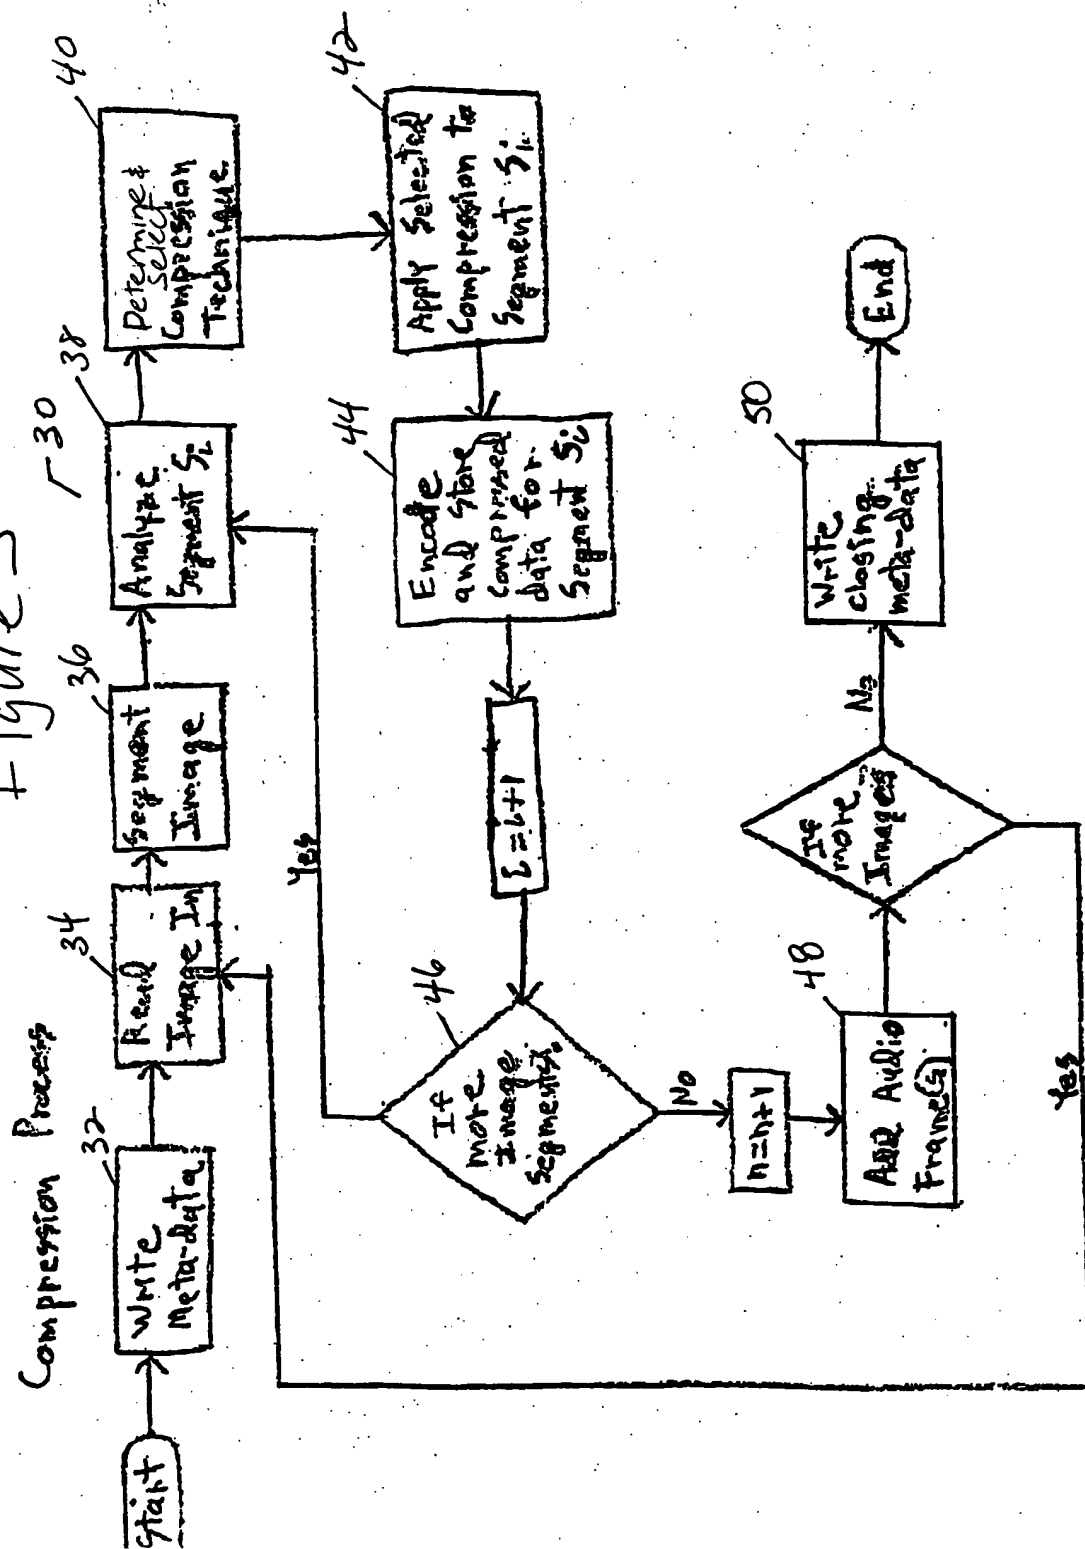 Figure 3
Compression Process
30
Start
32
Write
Meta-data
34
Read
Image In
36
Segment
Image
38
Analyze
Segment Si
40
Determine &
Select
Compression
Technique
42
Apply Selected
Compression to
Segment Si
44
Encode
and Store
Compressed
data for
Segment Si
i=i+1
46
If
more
Image
Segments.
Yes
No
n=n+1
48
Add Audio
Frame(s)
If
more
Images
Yes
No
50
Write
closing
meta-data
End